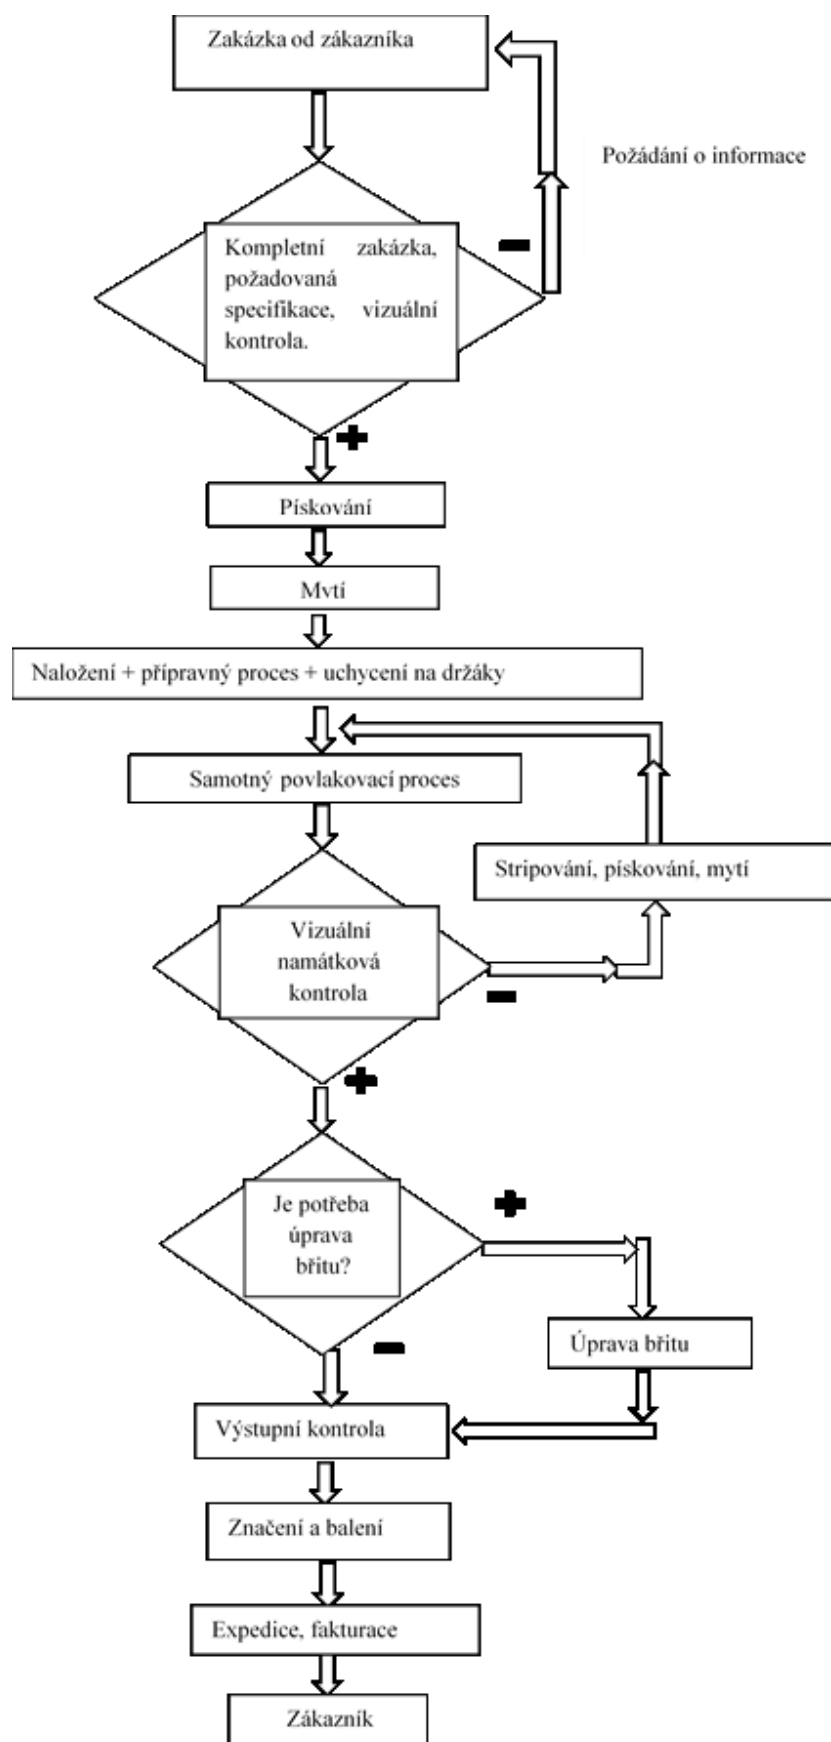 Zakázka od zákazníka
Požádání o informace
Kompletní zakázka,
požadovaná
specifikace, vizuální
kontrola.
Pískování
Mytí
Naložení + přípravný proces + uchycení na držáky
Samotný povlakovací proces
Stripování, pískování, mytí
Vizuální
namátková
kontrola
Je potřeba
úprava
břitu?
Úprava břitu
Výstupní kontrola
Značení a balení
Expedice, fakturace
Zákazník